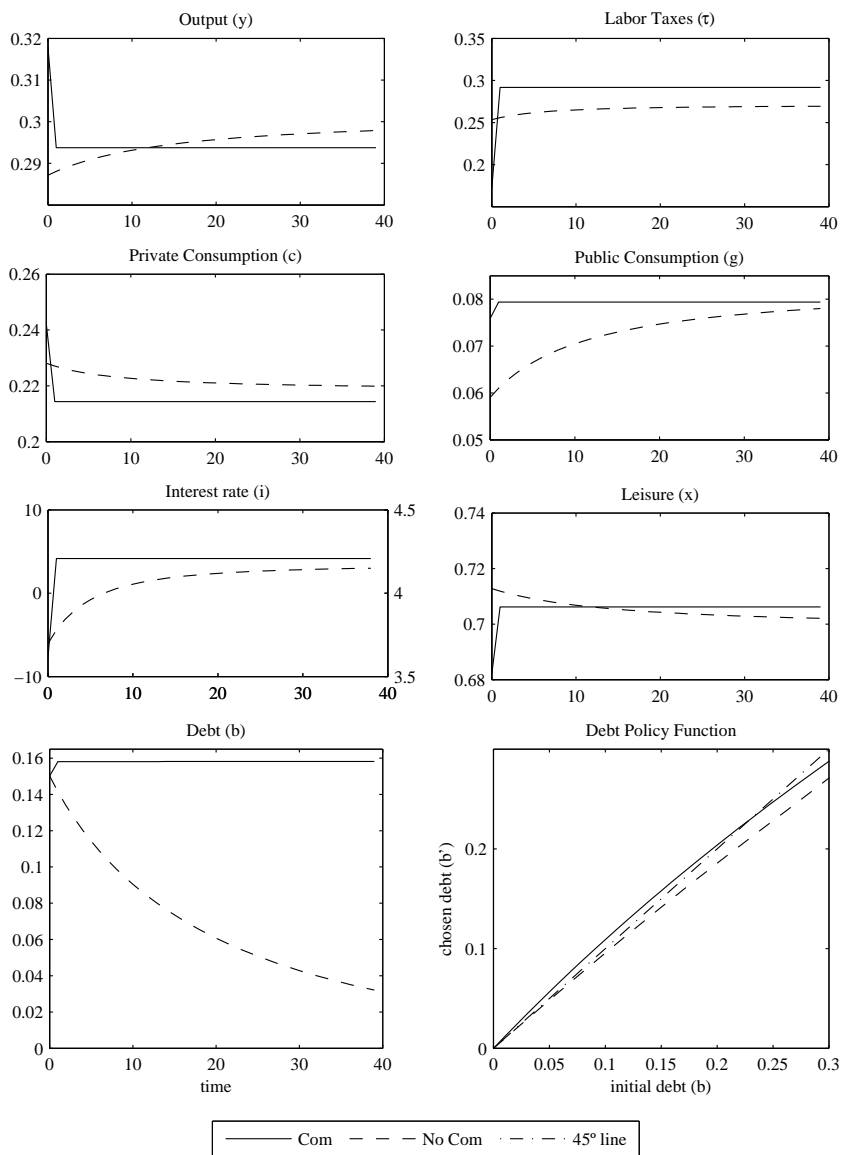 Output (y)
0.32
0.31
0.3
0.29
0 10 20 30 40
Labor Taxes (τ)
0.35
0.3
0.25
0.2
0 10 20 30 40
Private Consumption (c)
0.26
0.24
0.22
0.2
0 10 20 30 40
Public Consumption (g)
0.08
0.07
0.06
0.05
0 10 20 30 40
Interest rate (i)
10
0
−10
4.5
4
3.5
0 10 20 30 40
Leisure (x)
0.74
0.72
0.7
0.68
0 10 20 30 40
Debt (b)
0.16
0.14
0.12
0.1
0.08
0.06
0.04
0.02
0
0 10 20 30 40
time
Debt Policy Function
chosen debt (b')
0.2
0.1
0
0 0.05 0.1 0.15 0.2 0.25 0.3
initial debt (b)
Com No Com 45º line